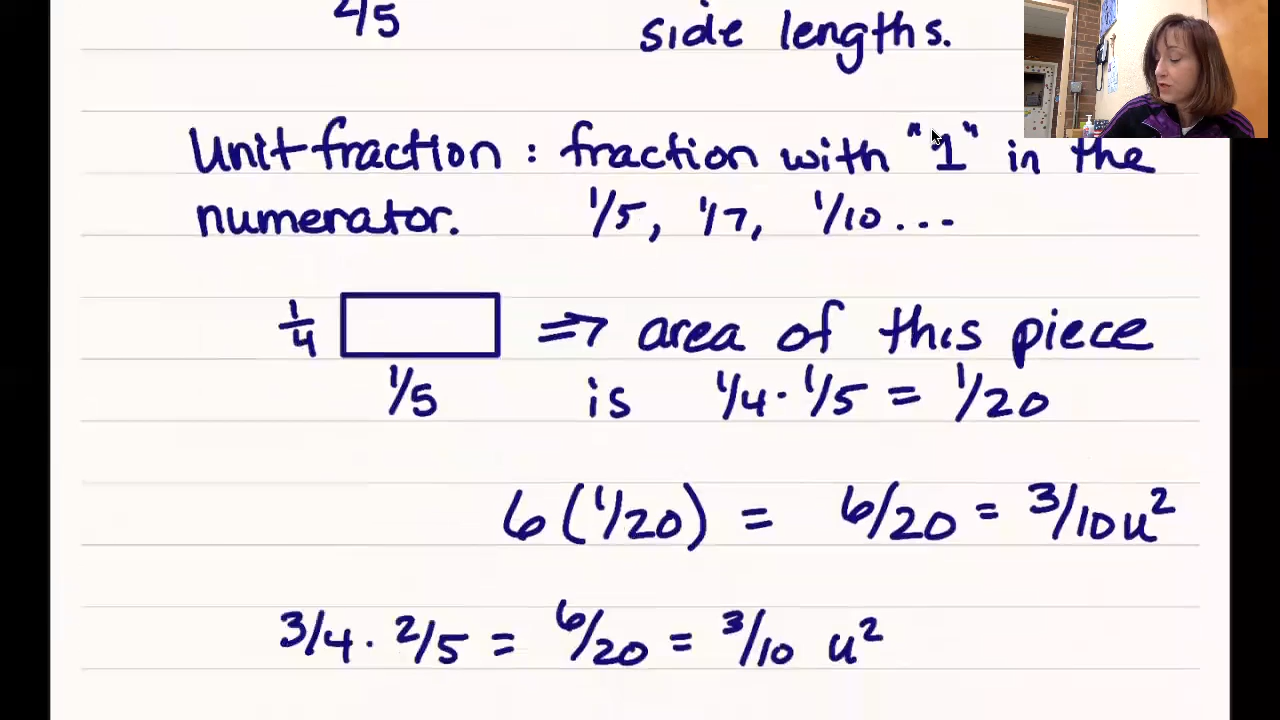 2/5
side lengths.
Unit fraction : fraction with "1" in the
numerator. 1/5, 1/7, 1/10...
1/4 ⇒ area of this piece
1/5 is 1/4 · 1/5 = 1/20
6 (1/20) = 6/20 = 3/10 u²
3/4 · 2/5 = 6/20 = 3/10 u²